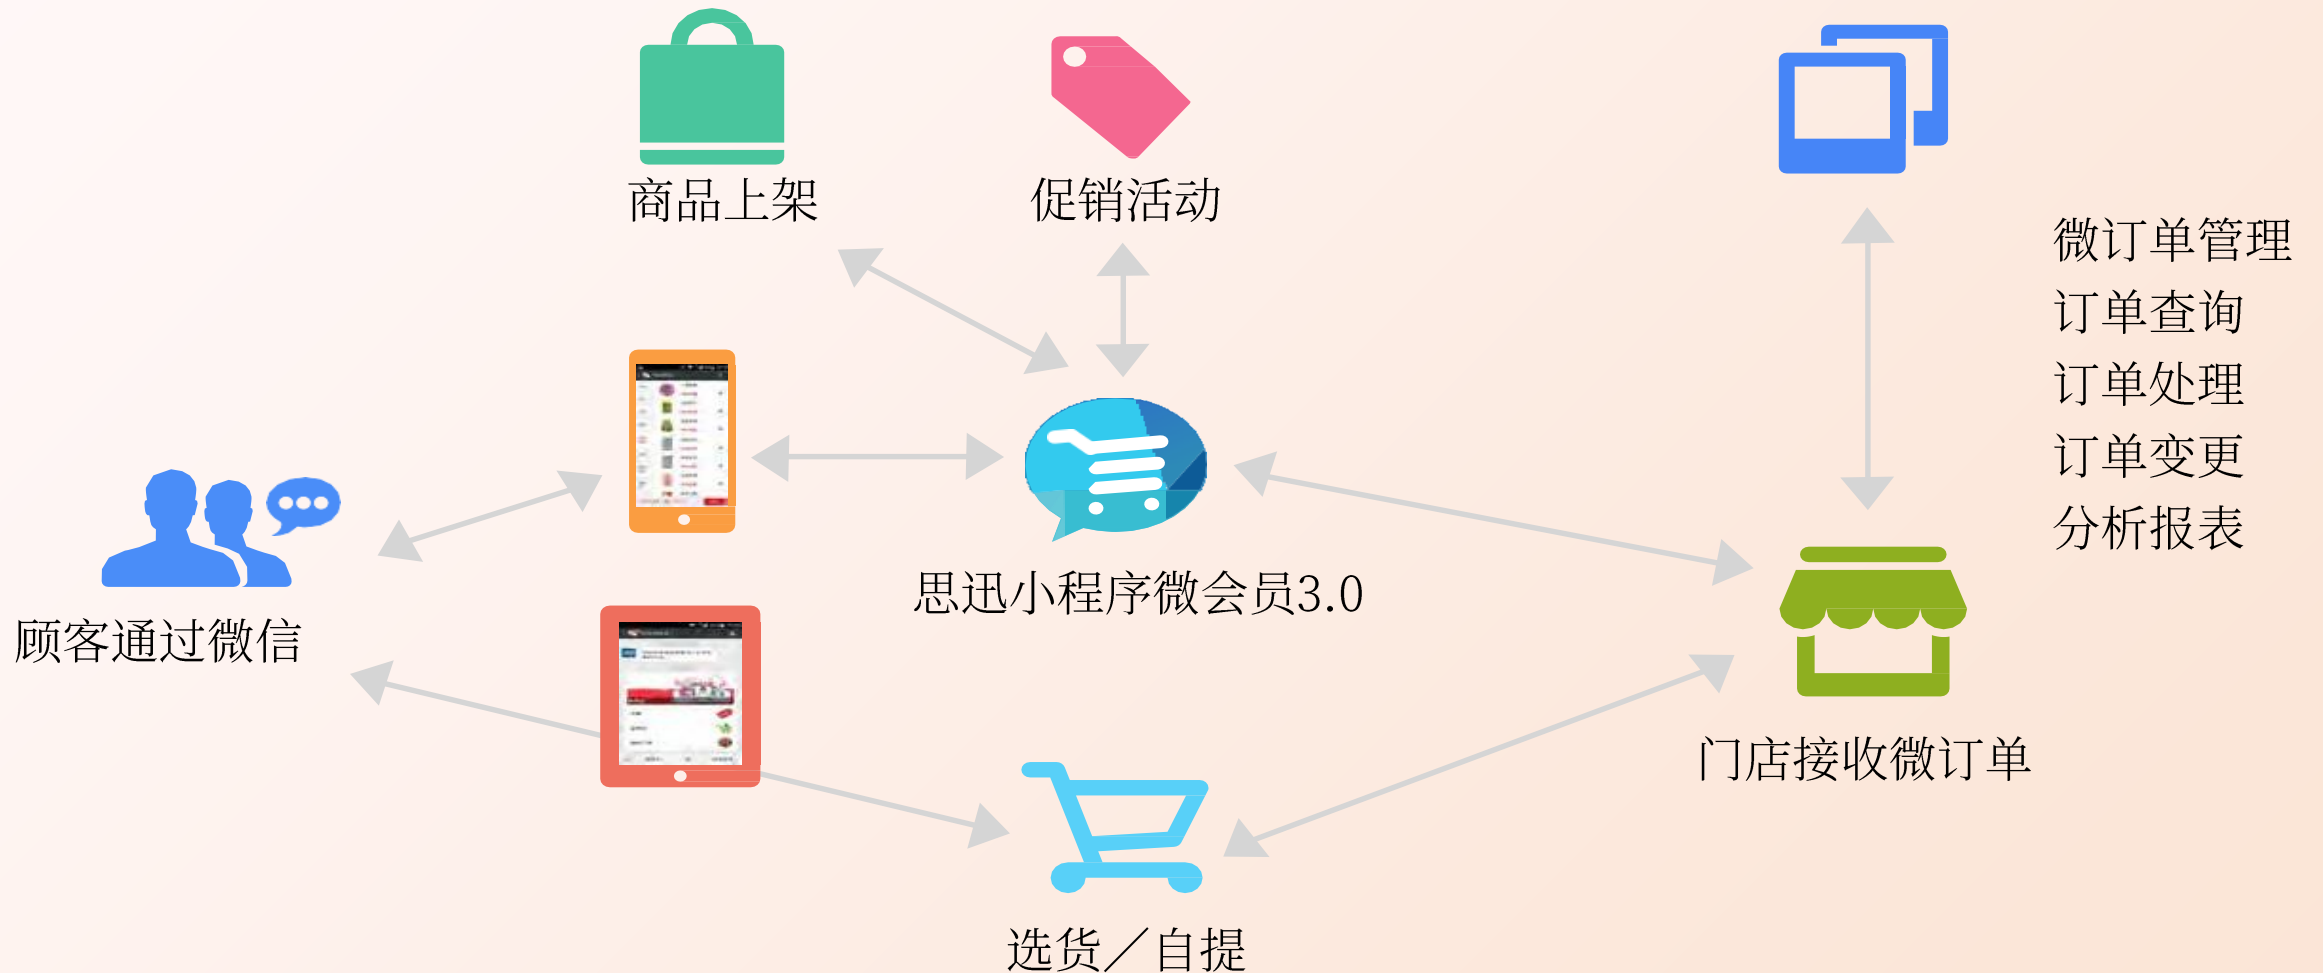 商品上架
促销活动
微订单管理
订单查询
订单处理
订单变更
分析报表
思迅小程序微会员3.0
顾客通过微信
门店接收微订单
选货／自提